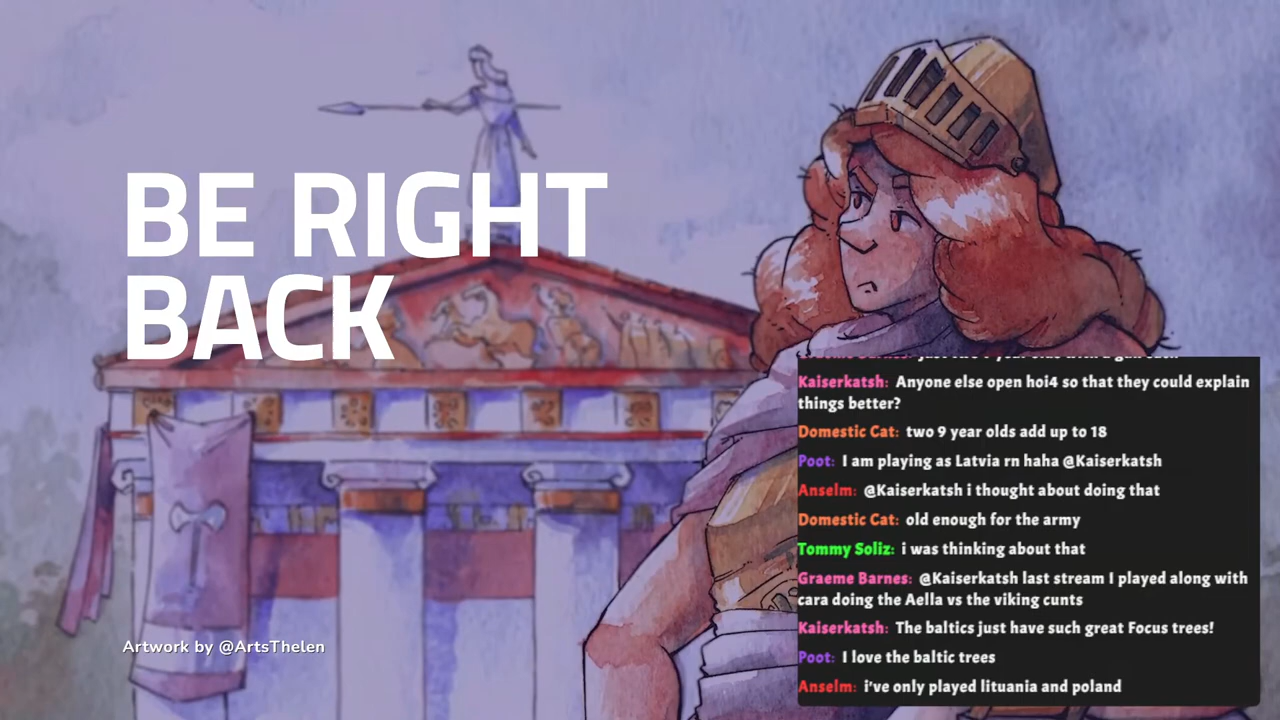 BE RIGHT
BACK
Artwork by @ArtsThelen
Kaiserkatsh: Anyone else open hoi4 so that they could explain
things better?
Domestic Cat: two 9 year olds add up to 18
Poot: I am playing as Latvia rn haha @Kaiserkatsh
Anselm: @Kaiserkatsh i thought about doing that
Domestic Cat: old enough for the army
Tommy Soliz: i was thinking about that
Graeme Barnes: @Kaiserkatsh last stream I played along with
cara doing the Aella vs the viking cunts
Kaiserkatsh: The baltics just have such great Focus trees!
Poot: I love the baltic trees
Anselm: i've only played lituania and poland